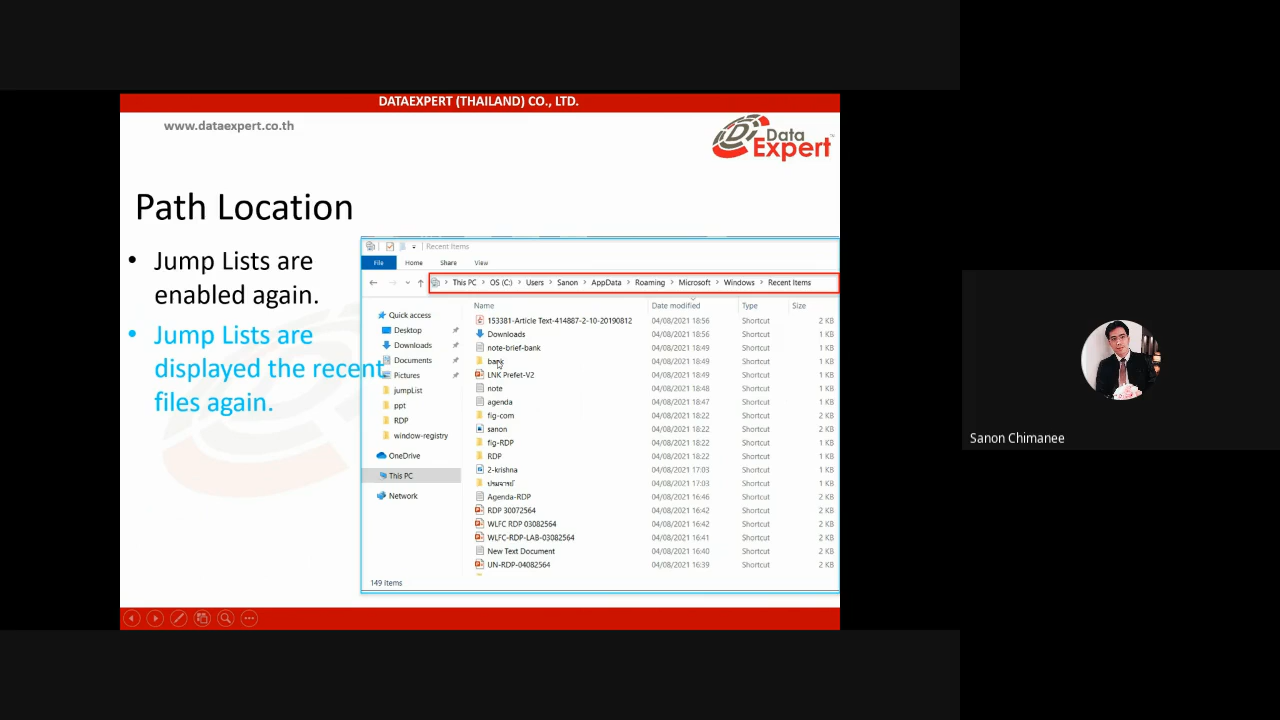 DATAEXPERT (THAILAND) CO., LTD.
www.dataexpert.co.th
Data
Expert
Path Location
• Jump Lists are
enabled again.
• Jump Lists are
displayed the recent
files again.
Recent Items
File Home Share View
This PC > OS (C:) > Users > Sanon > AppData > Roaming > Microsoft > Windows > Recent Items
Quick access
Desktop
Downloads
Documents
Pictures
jumpList
ppt
RDP
window-registry
OneDrive
This PC
Network
Name Date modified Type Size
153381-Article Text-414887-2-10-20190812 04/08/2021 18:56 Shortcut 2 KB
Downloads 04/08/2021 18:56 Shortcut 1 KB
note-brief-bank 04/08/2021 18:49 Shortcut 1 KB
bank 04/08/2021 18:49 Shortcut 1 KB
LNK Prefet-V2 04/08/2021 18:49 Shortcut 1 KB
note 04/08/2021 18:48 Shortcut 1 KB
agenda 04/08/2021 18:47 Shortcut 1 KB
fig-com 04/08/2021 18:22 Shortcut 1 KB
sanon 04/08/2021 18:22 Shortcut 1 KB
fig-RDP 04/08/2021 18:22 Shortcut 1 KB
RDP 04/08/2021 18:22 Shortcut 1 KB
2-krishna 04/08/2021 17:03 Shortcut 1 KB
04/08/2021 17:03 Shortcut 1 KB
Agenda-RDP 04/08/2021 16:46 Shortcut 2 KB
RDP 30072564 04/08/2021 16:42 Shortcut 2 KB
WLFC RDP 03082564 04/08/2021 16:42 Shortcut 2 KB
WLFC-RDP-LAB-03082564 04/08/2021 16:41 Shortcut 2 KB
New Text Document 04/08/2021 16:40 Shortcut 2 KB
UN-RDP-04082564 04/08/2021 16:39 Shortcut 2 KB
149 items
Sanon Chimanee